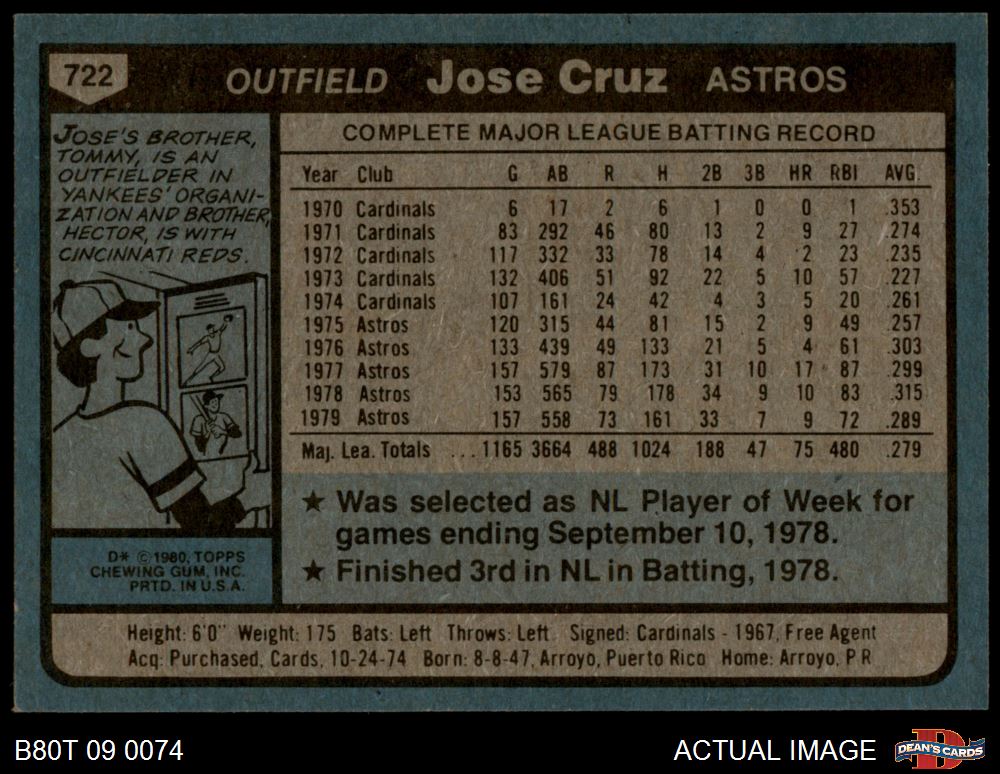 722
OUTFIELD Jose Cruz ASTROS
JOSE'S BROTHER,
TOMMY, IS AN
OUTFIELDER IN
YANKEES' ORGANI-
ZATION AND BROTHER,
HECTOR, IS WITH
CINCINNATI REDS.
D* ©1980, TOPPS
CHEWING GUM, INC.
PRTD. IN U.S.A.
COMPLETE MAJOR LEAGUE BATTING RECORD
Year Club G AB R H 2B 3B HR RBI AVG.
1970 Cardinals 6 17 2 6 1 0 0 1 .353
1971 Cardinals 83 292 46 80 13 2 9 27 .274
1972 Cardinals 117 332 33 78 14 4 2 23 .235
1973 Cardinals 132 406 51 92 22 5 10 57 .227
1974 Cardinals 107 161 24 42 4 3 5 20 .261
1975 Astros 120 315 44 81 15 2 9 49 .257
1976 Astros 133 439 49 133 21 5 4 61 .303
1977 Astros 157 579 87 173 31 10 17 87 .299
1978 Astros 153 565 79 178 34 9 10 83 .315
1979 Astros 157 558 73 161 33 7 9 72 .289
Maj. Lea. Totals ... 1165 3664 488 1024 188 47 75 480 .279
★ Was selected as NL Player of Week for
games ending September 10, 1978.
★ Finished 3rd in NL in Batting, 1978.
Height: 6'0" Weight: 175 Bats: Left Throws: Left Signed: Cardinals - 1967, Free Agent
Acq: Purchased, Cards, 10-24-74 Born: 8-8-47, Arroyo, Puerto Rico Home: Arroyo, P R
B80T 09 0074
ACTUAL IMAGE
D
DEAN'S CARDS